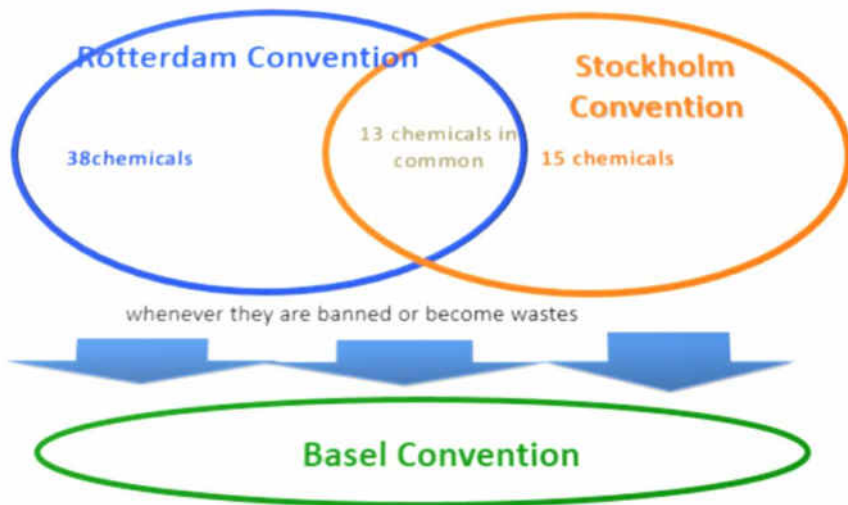 Rotterdam Convention
Stockholm
Convention
38chemicals
13 chemicals in
common
15 chemicals
whenever they are banned or become wastes
Basel Convention